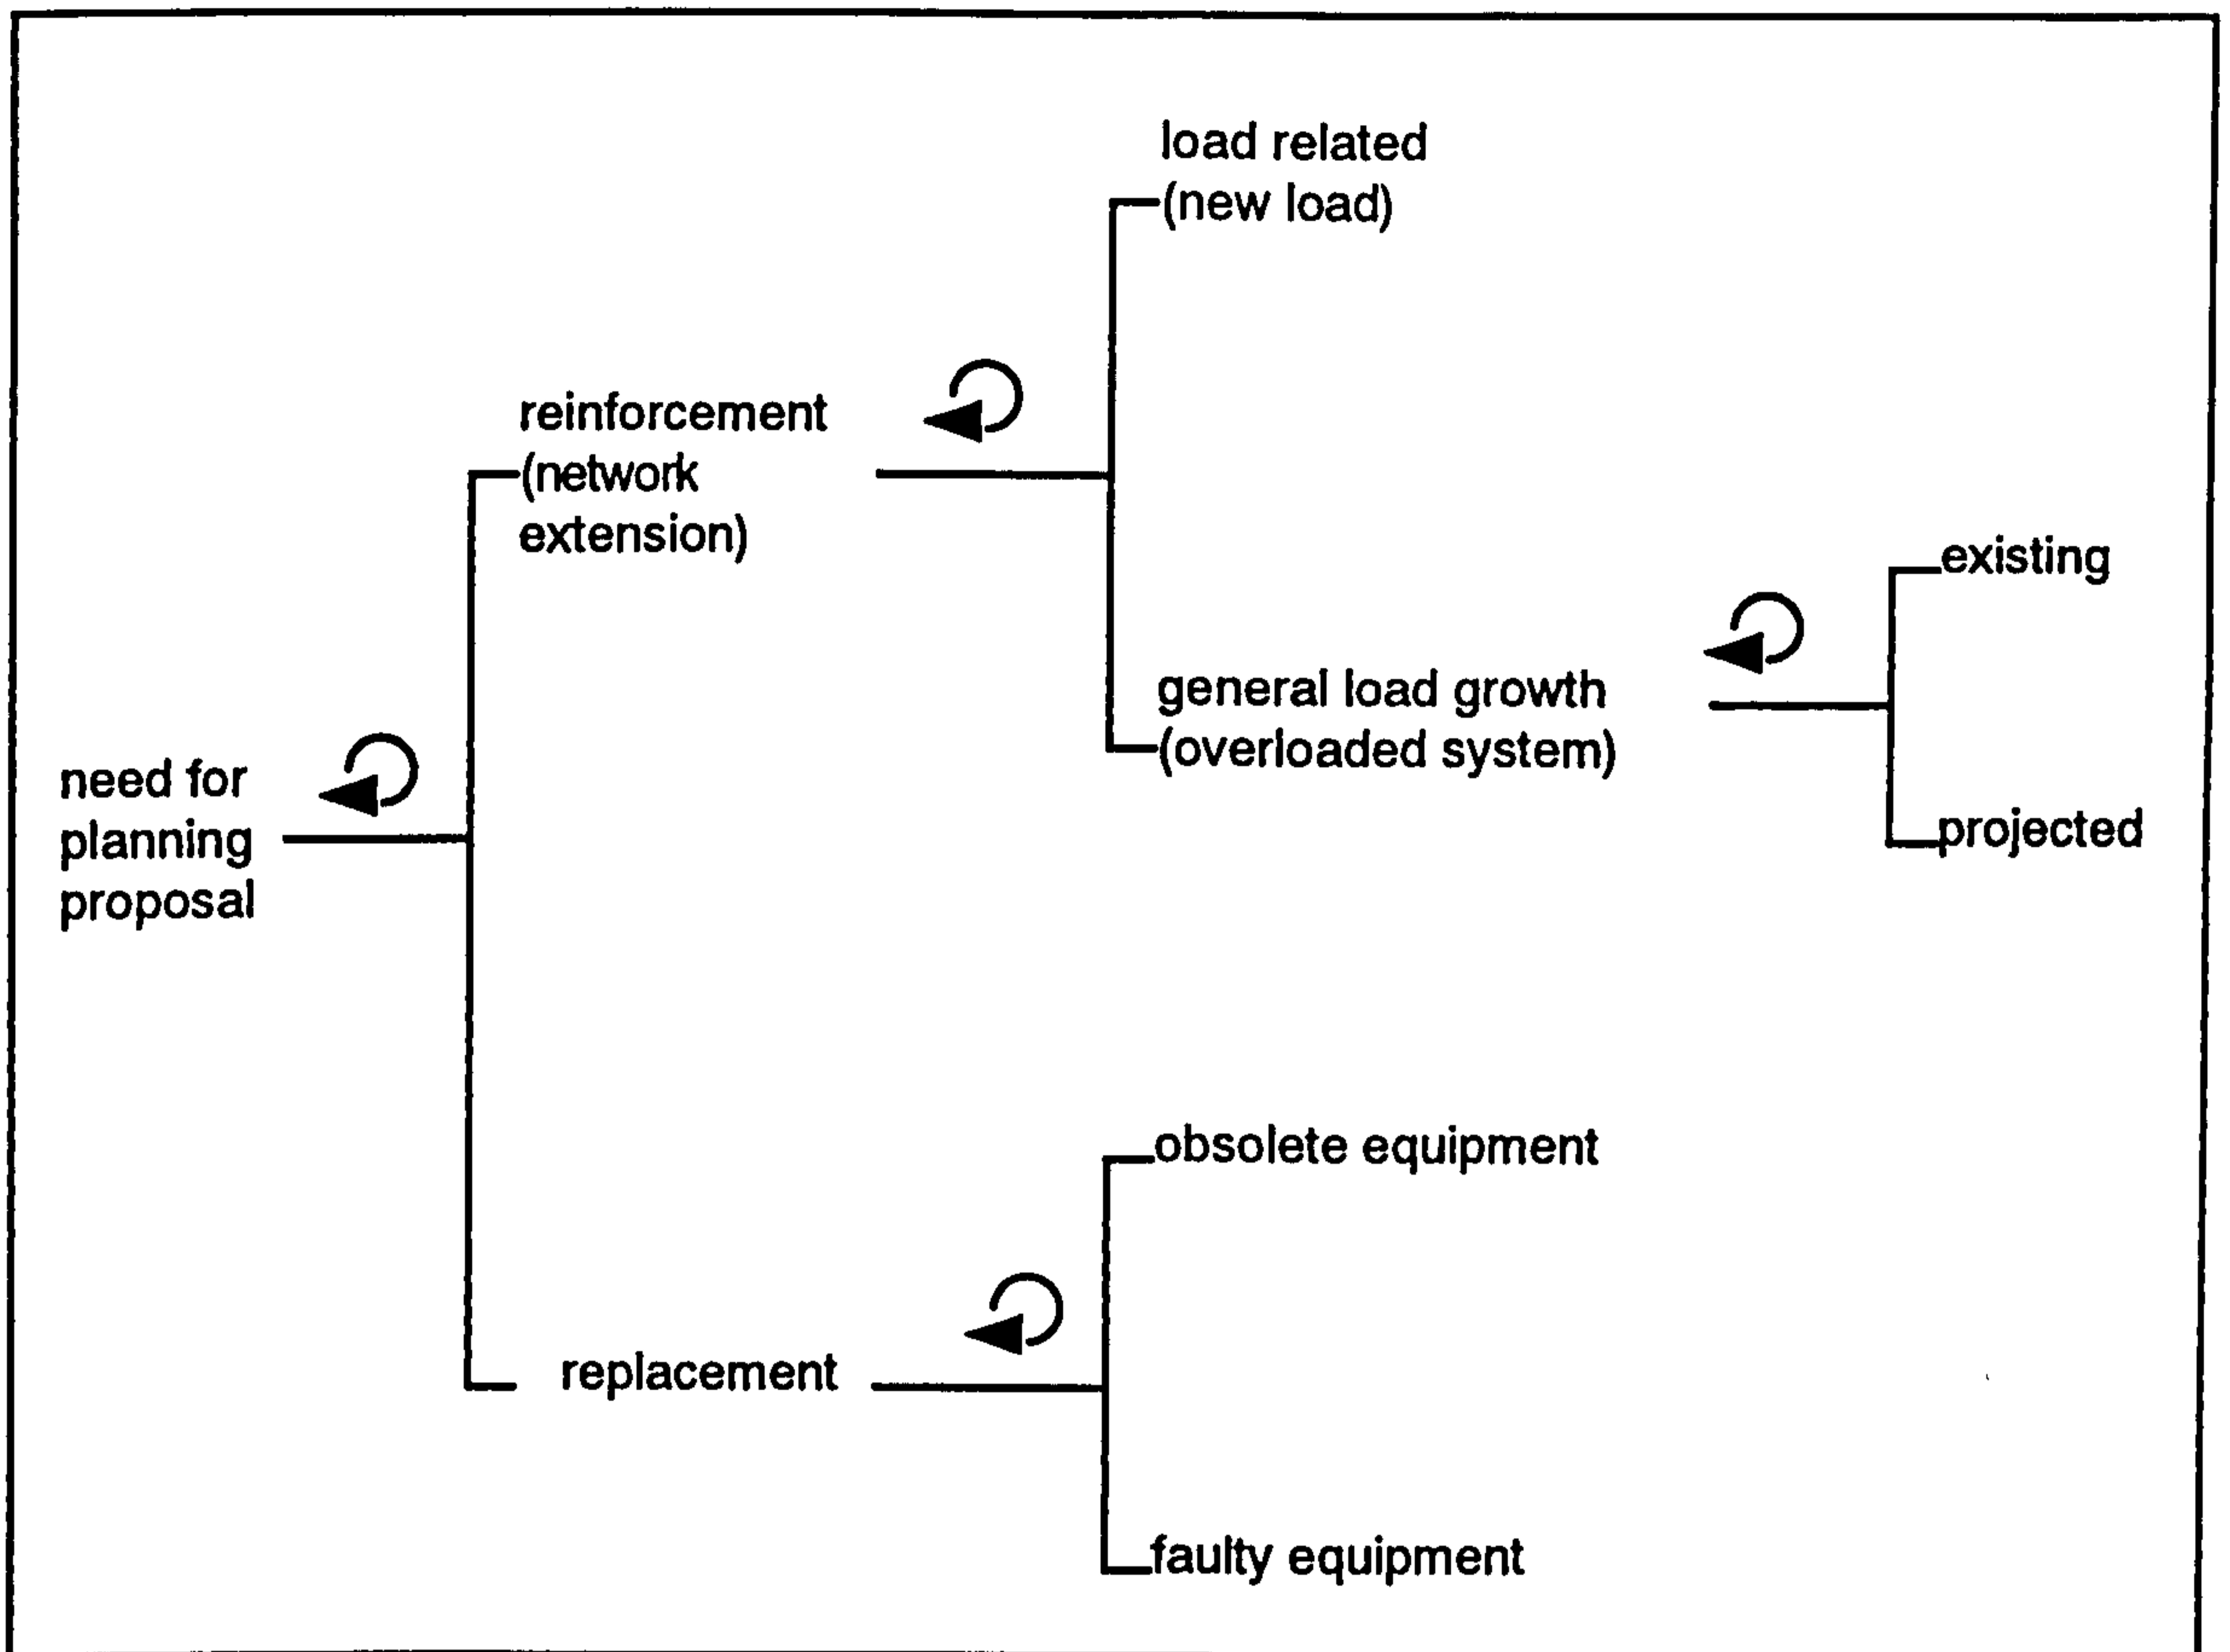 load related
(new load)
reinforcement
(network
extension)
existing
general load growth
(overloaded system)
need for
planning
proposal
projected
obsolete equipment
replacement
faulty equipment